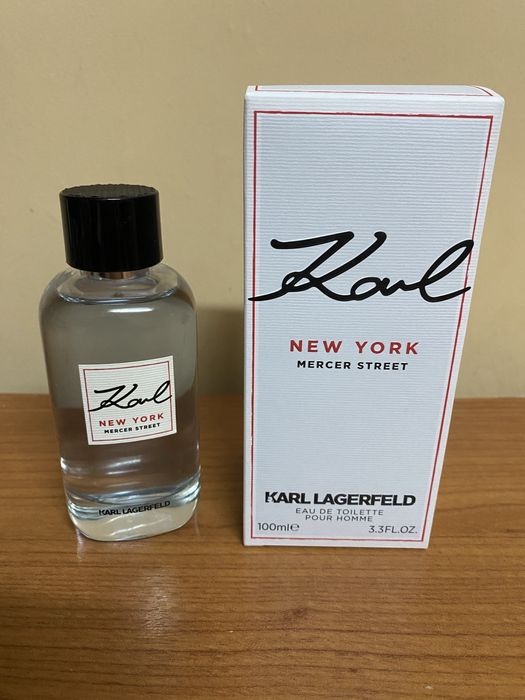 Karl
NEW YORK
MERCER STREET
KARL LAGERFELD
Karl
NEW YORK
MERCER STREET
KARL LAGERFELD
EAU DE TOILETTE
POUR HOMME
100ml℮ 3.3FL.OZ.